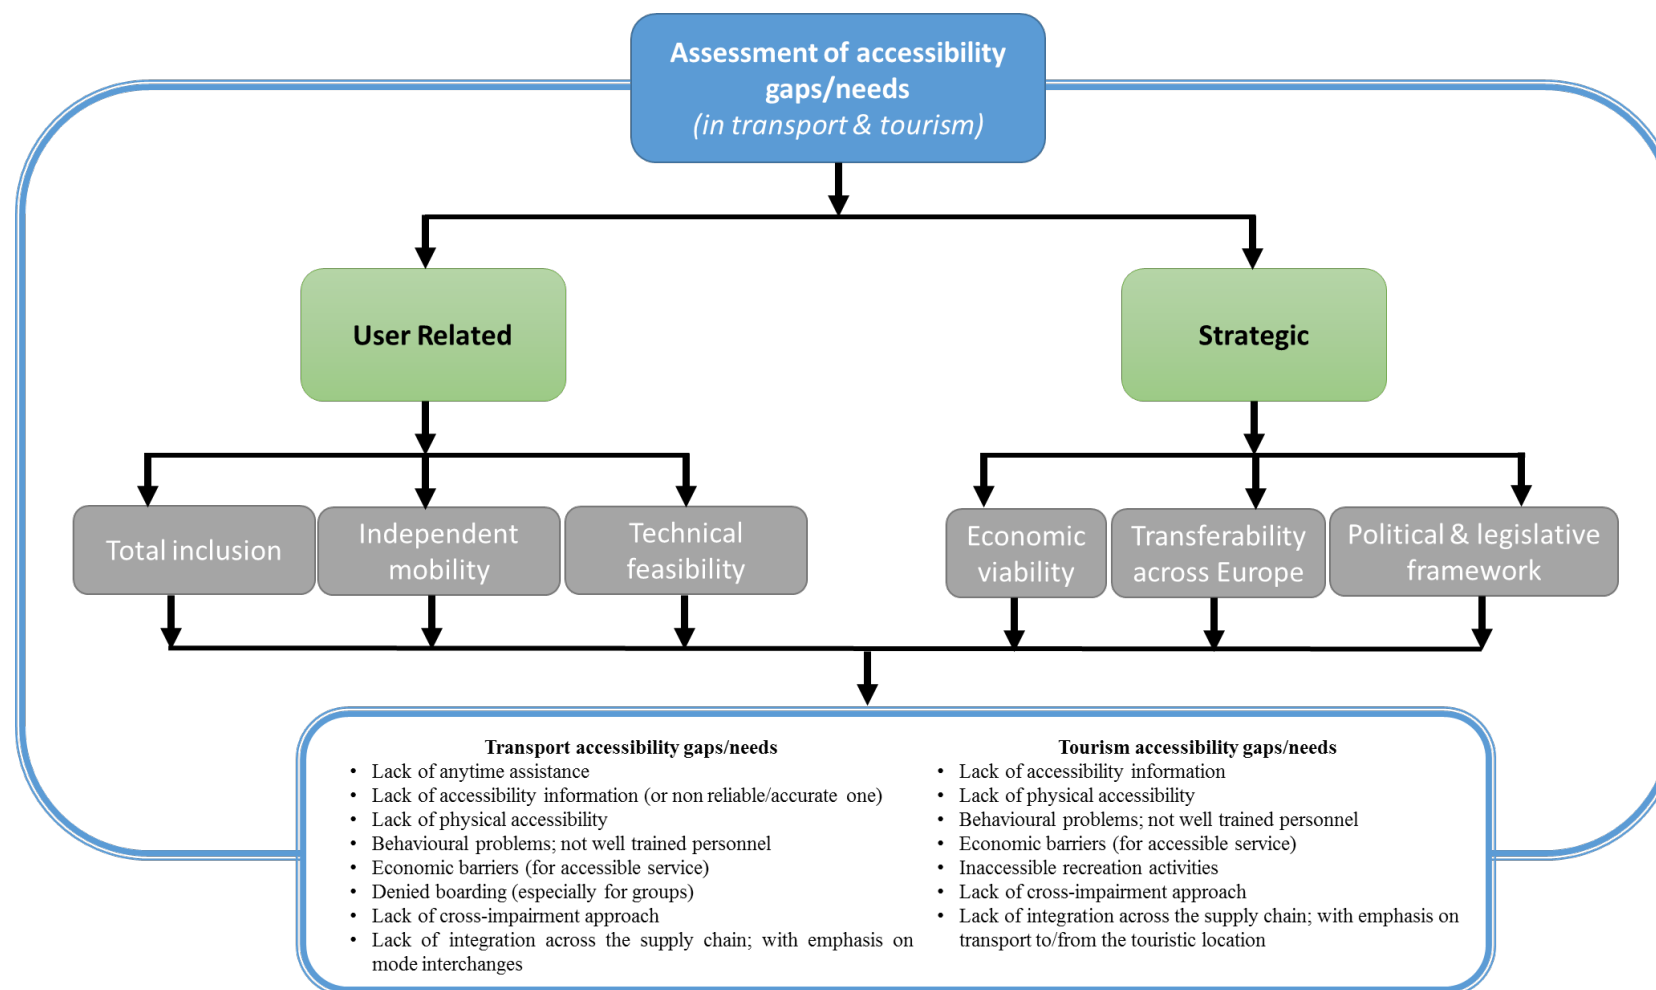 Assessment of accessibility
gaps/needs
(in transport & tourism)
User Related
Strategic
Total inclusion
Independent
mobility
Technical
feasibility
Economic
viability
Transferability
across Europe
Political & legislative
framework
Transport accessibility gaps/needs
• Lack of anytime assistance
• Lack of accessibility information (or non reliable/accurate one)
• Lack of physical accessibility
• Behavioural problems; not well trained personnel
• Economic barriers (for accessible service)
• Denied boarding (especially for groups)
• Lack of cross-impairment approach
• Lack of integration across the supply chain; with emphasis on
mode interchanges
Tourism accessibility gaps/needs
• Lack of accessibility information
• Lack of physical accessibility
• Behavioural problems; not well trained personnel
• Economic barriers (for accessible service)
• Inaccessible recreation activities
• Lack of cross-impairment approach
• Lack of integration across the supply chain; with emphasis on
transport to/from the touristic location